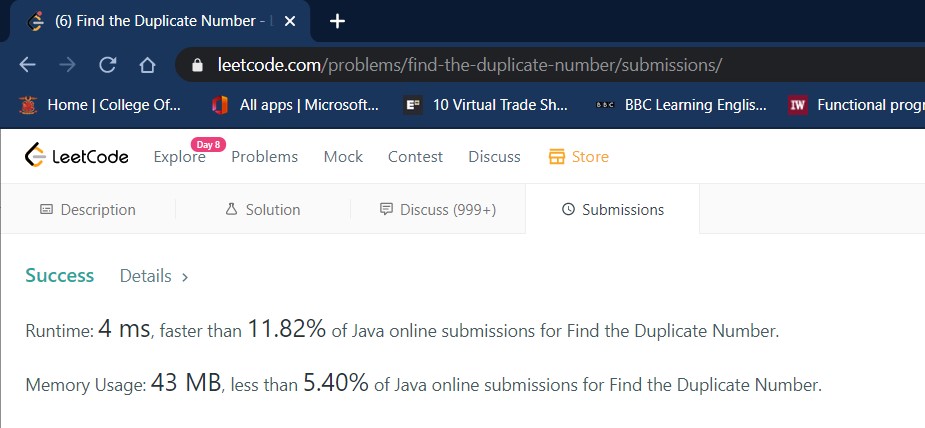 (6) Find the Duplicate Number -
leetcode.com/problems/find-the-duplicate-number/submissions/
Home | College Of... All apps | Microsoft... E 10 Virtual Trade Sh... BBC BBC Learning Englis... IW Functional progr
LeetCode Explore Day 8 Problems Mock Contest Discuss Store
Description Solution Discuss (999+) Submissions
Success Details >
Runtime: 4 ms, faster than 11.82% of Java online submissions for Find the Duplicate Number.
Memory Usage: 43 MB, less than 5.40% of Java online submissions for Find the Duplicate Number.